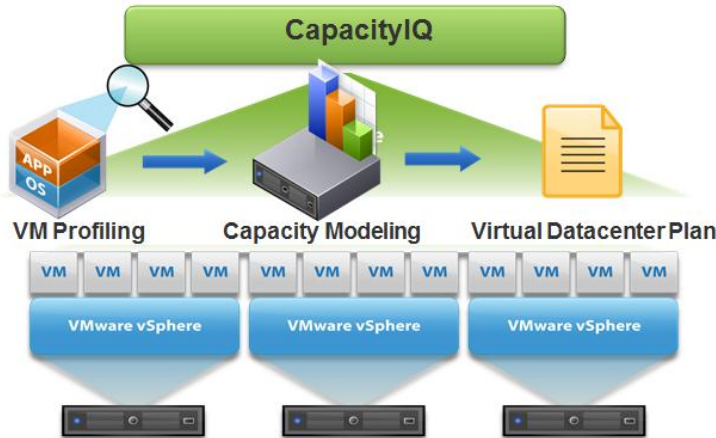 CapacityIQ
APP
OS
e
VM Profiling
Capacity Modeling
Virtual Datacenter Plan
VM VM VM VM VM VM VM VM VM VM VM VM
VMware vSphere VMware vSphere VMware vSphere